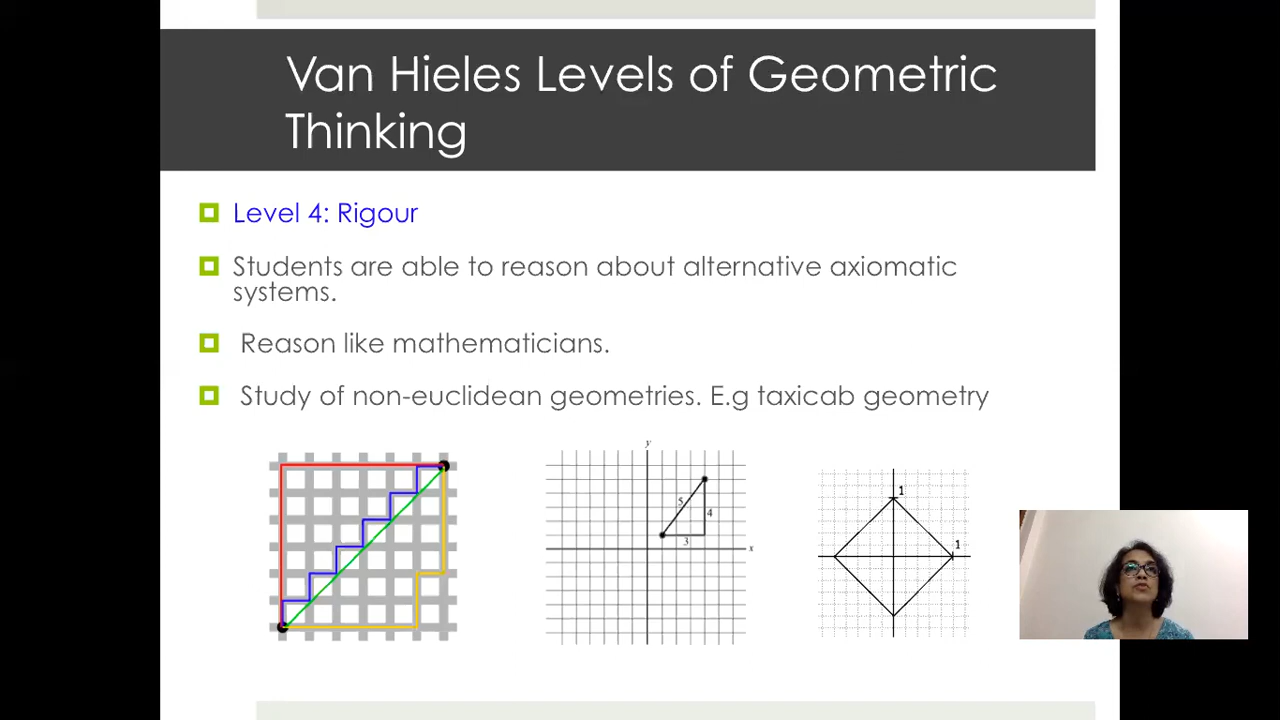 Van Hieles Levels of Geometric
Thinking
Level 4: Rigour
Students are able to reason about alternative axiomatic
systems.
Reason like mathematicians.
Study of non-euclidean geometries. E.g taxicab geometry
y
5
4
3
x
1
1